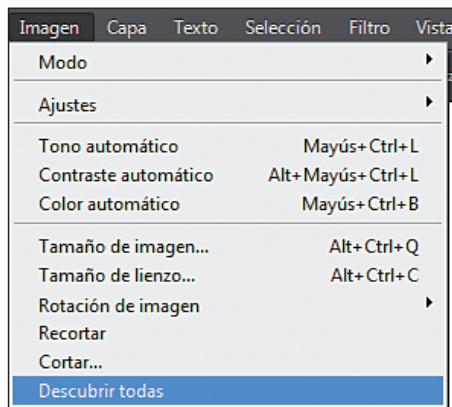 Imagen Capa Texto Selección Filtro Vista
Modo
Ajustes
Tono automático Mayús+Ctrl+L
Contraste automático Alt+Mayús+Ctrl+L
Color automático Mayús+Ctrl+B
Tamaño de imagen... Alt+Ctrl+Q
Tamaño de lienzo... Alt+Ctrl+C
Rotación de imagen
Recortar
Cortar...
Descubrir todas